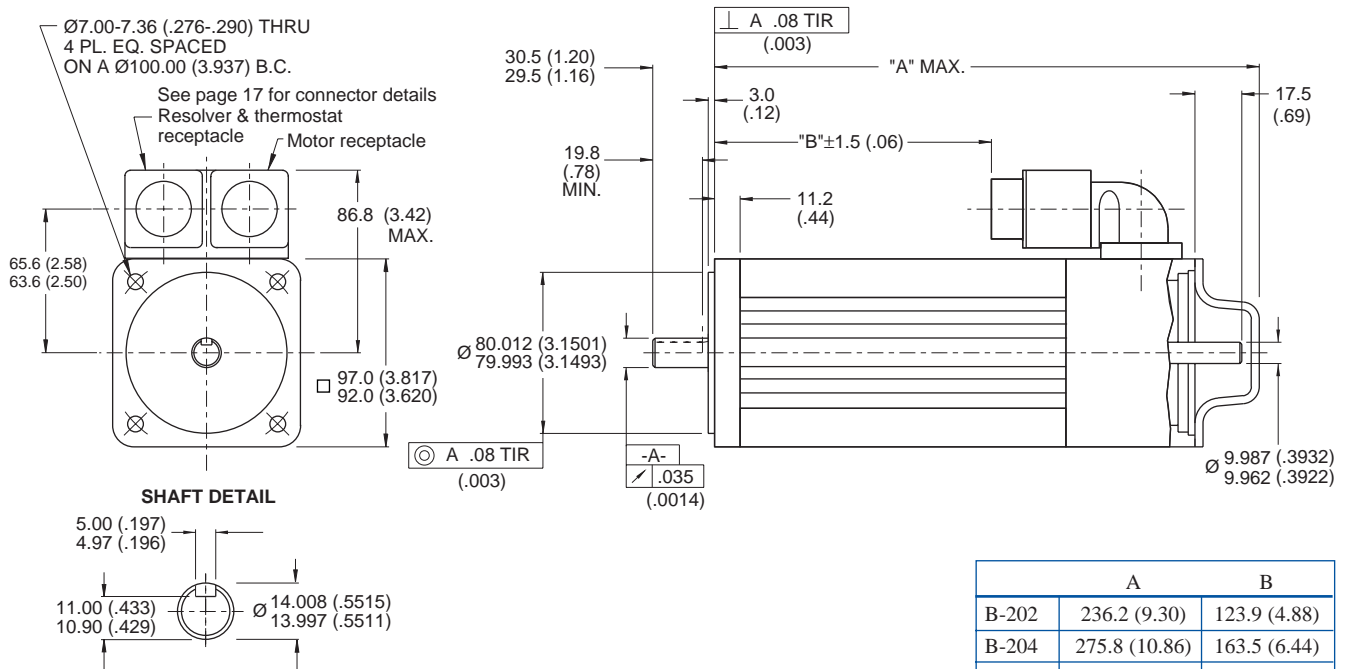 Ø7.00-7.36 (.276-.290) THRU
4 PL. EQ. SPACED
ON A Ø100.00 (3.937) B.C.
See page 17 for connector details
Resolver & thermostat
receptacle
Motor receptacle
86.8 (3.42)
MAX.
65.6 (2.58)
63.6 (2.50)
97.0 (3.817)
92.0 (3.620)
⊥ A .08 TIR
(.003)
30.5 (1.20)
29.5 (1.16)
"A" MAX.
3.0
(.12)
17.5
(.69)
"B"±1.5 (.06)
19.8
(.78)
MIN.
11.2
(.44)
Ø 80.012 (3.1501)
79.993 (3.1493)
◎ A .08 TIR
(.003)
-A-
↗ .035
(.0014)
Ø 9.987 (.3932)
9.962 (.3922)
SHAFT DETAIL
5.00 (.197)
4.97 (.196)
11.00 (.433)
10.90 (.429)
Ø 14.008 (.5515)
13.997 (.5511)
A B
B-202 236.2 (9.30) 123.9 (4.88)
B-204 275.8 (10.86) 163.5 (6.44)